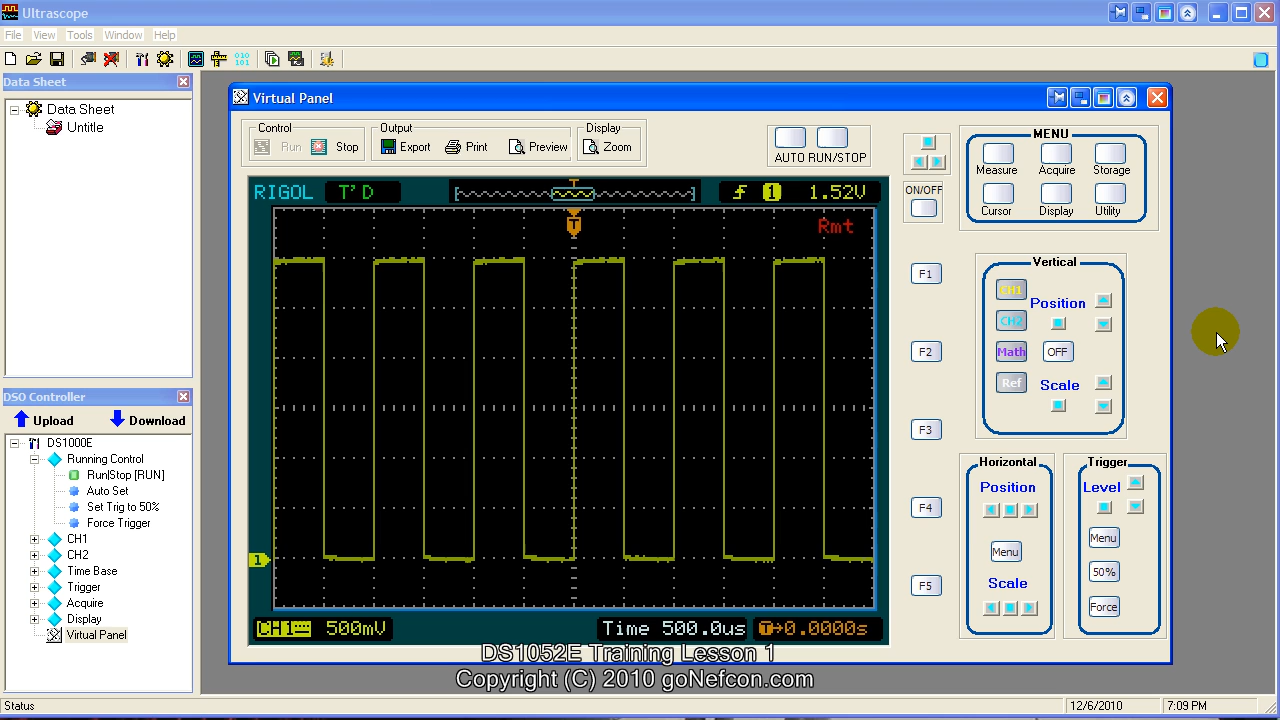 Ultrascope
File View Tools Window Help
Data Sheet
Data Sheet
Untitle
DSO Controller
Upload Download
DS1000E
Running Control
Run|Stop [RUN]
Auto Set
Set Trig to 50%
Force Trigger
CH1
CH2
Time Base
Trigger
Acquire
Display
Virtual Panel
Virtual Panel
Control
Run Stop
Output
Export Print Preview
Display
Zoom
AUTO RUN/STOP
ON/OFF
RIGOL T'D T 1 1.52V
T
Rmt
1
CH1 500mV Time 500.0us T→0.0000s
F1
F2
F3
F4
F5
MENU
Measure Acquire Storage
Cursor Display Utility
Vertical
CH1
Position
CH2
Math OFF
Ref
Scale
Horizontal
Position
Menu
Scale
Trigger
Level
Menu
50%
Force
DS1052E Training Lesson 1
Copyright (C) 2010 goNefcon.com
Status 12/6/2010 7:09 PM